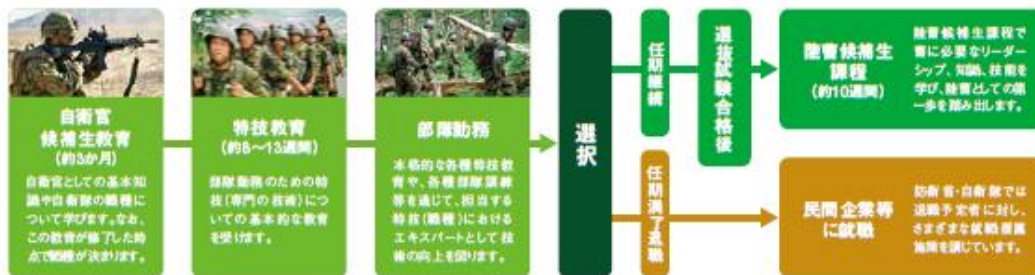 自衛官
候補生教育
(約3か月)
自衛官としての基本知
識や自衛隊の職種に
ついて学びます。なお、
この教育が修了した時
点で職種が決まります。
特技教育
(約8～13週間)
部隊勤務のための特
技(専門の技術)につ
いての基本的な教育
を受けます。
部隊勤務
本格的な各種特技教
育や、各種部隊訓練
等を通じて、担当する
特技(職種)における
エキスパートとして技
術の向上を図ります。
選択
任期継続
選抜試験合格後
陸曹候補生
課程
(約10週間)
陸曹候補生課程で
曹に必要なリーダー
シップ、知識、技能を
学び、陸曹としての第
一歩を踏み出します。
任期満了退職
民間企業等
に就職
防衛省・自衛隊では
退職予定者に対し、
さまざまな就職援護
施策を講じています。